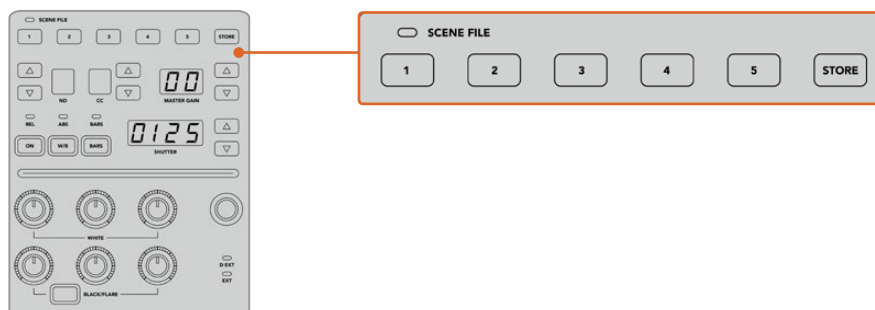 SCENE FILE
1 2 3 4 5 STORE
ND CC MASTER GAIN
00
REL ABS BARS
ON W/B BARS
0125
SHUTTER
WHITE
D EXT
EXT
BLACK/FLARE
SCENE FILE
1 2 3 4 5 STORE